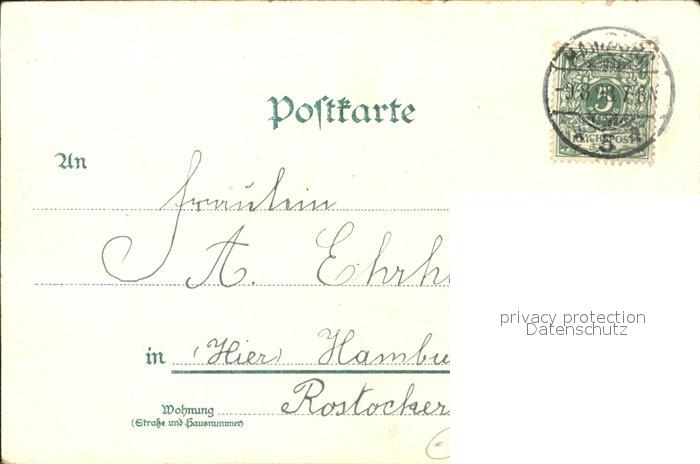 Postkarte
REICHSPOST
5
An
Fräulein
A. Ehrh
privacy protection
Datenschutz
in (Hier) Hambu
Rostocker
Wohnung
(Straße und Hausnummer)